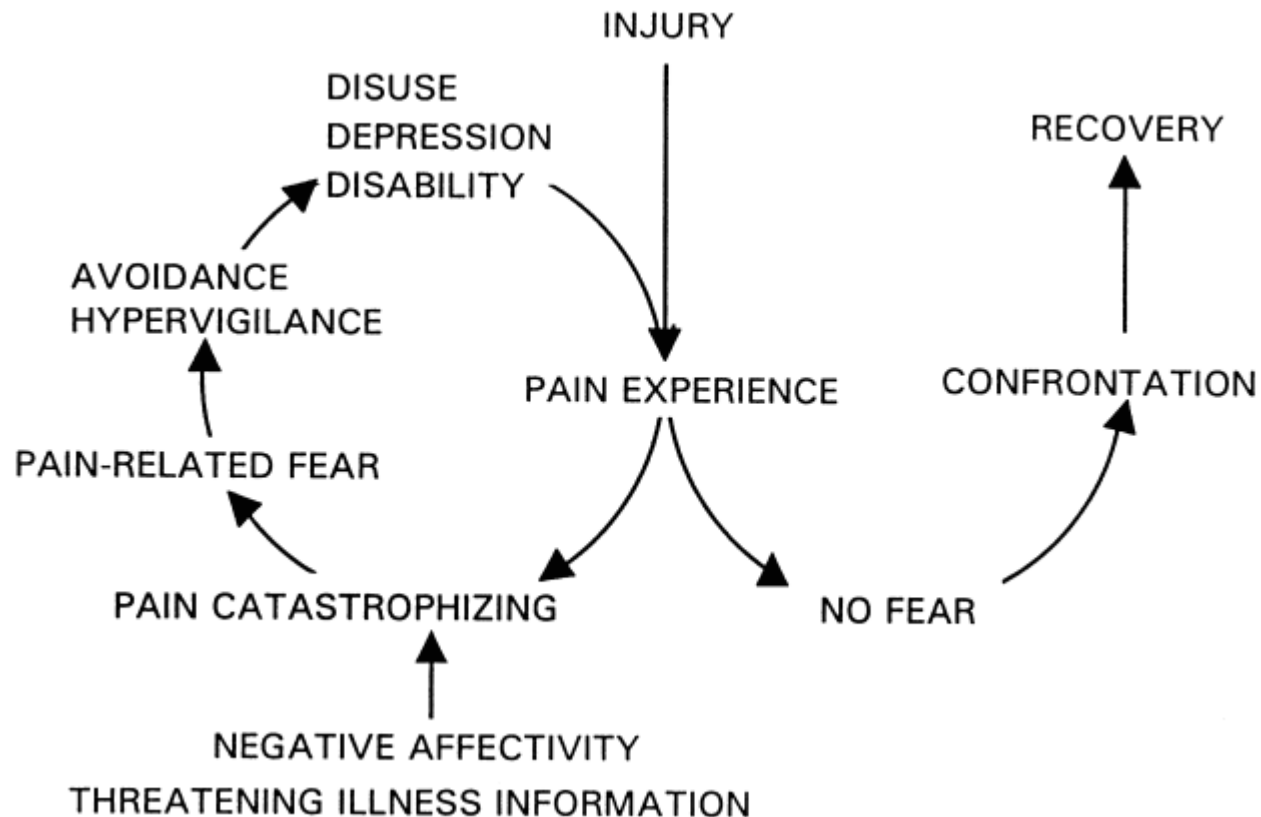 INJURY
DISUSE
DEPRESSION
DISABILITY
RECOVERY
AVOIDANCE
HYPERVIGILANCE
PAIN EXPERIENCE
CONFRONTATION
PAIN-RELATED FEAR
PAIN CATASTROPHIZING
NO FEAR
NEGATIVE AFFECTIVITY
THREATENING ILLNESS INFORMATION